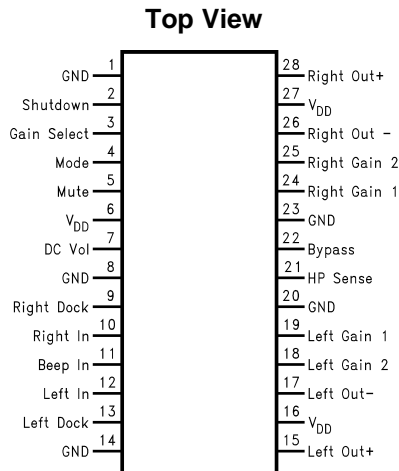 Top View
GND 1
Shutdown 2
Gain Select 3
Mode 4
Mute 5
VDD 6
DC Vol 7
GND 8
Right Dock 9
Right In 10
Beep In 11
Left In 12
Left Dock 13
GND 14
28 Right Out+
27 VDD
26 Right Out -
25 Right Gain 2
24 Right Gain 1
23 GND
22 Bypass
21 HP Sense
20 GND
19 Left Gain 1
18 Left Gain 2
17 Left Out-
16 VDD
15 Left Out+